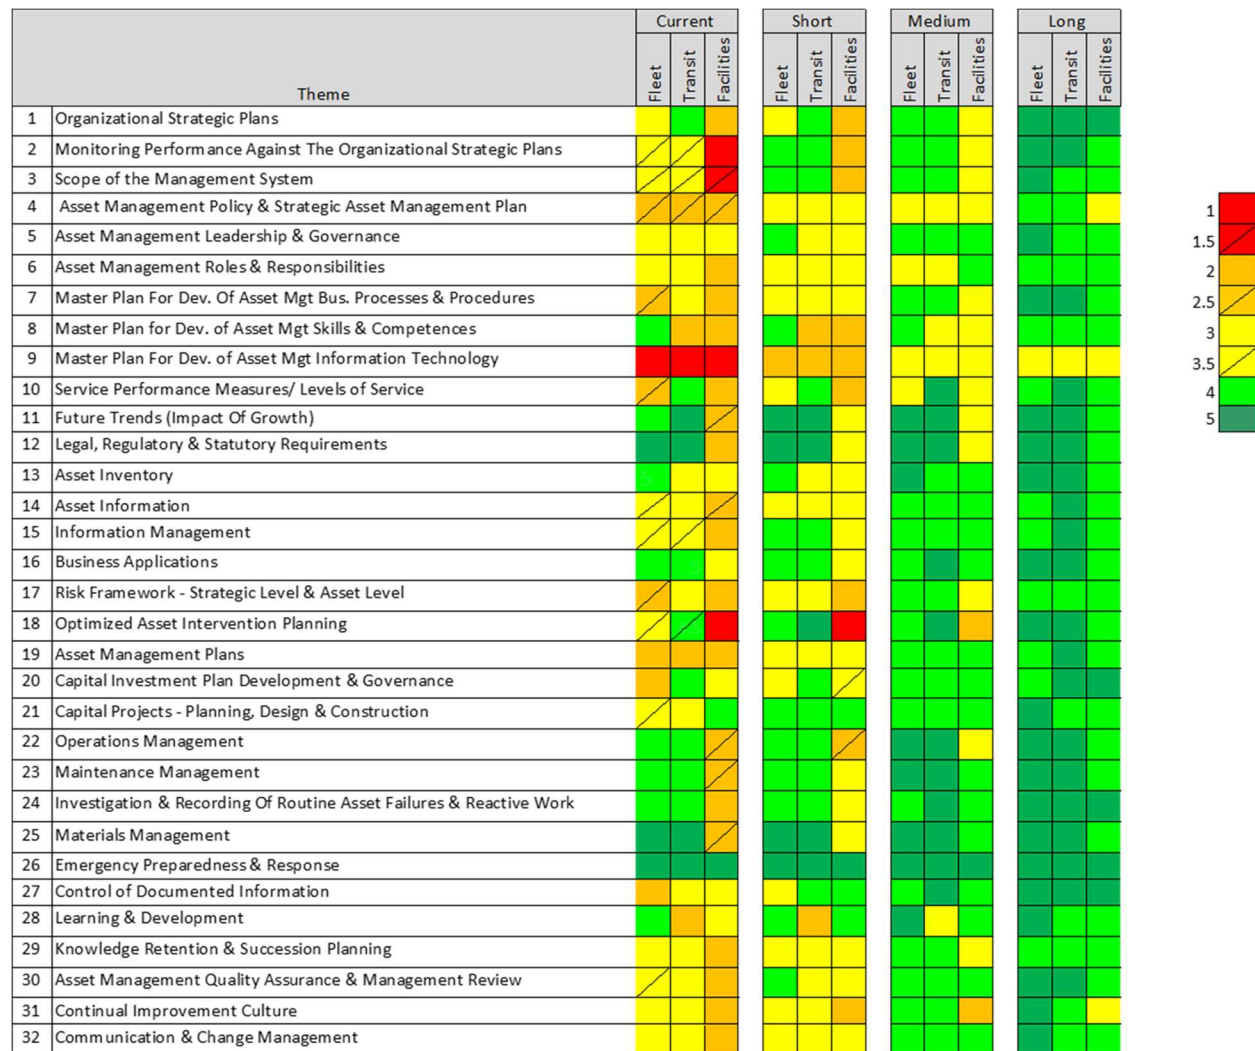 Current Short Medium Long
Theme Fleet Transit Facilities Fleet Transit Facilities Fleet Transit Facilities Fleet Transit Facilities
1 Organizational Strategic Plans
2 Monitoring Performance Against The Organizational Strategic Plans
3 Scope of the Management System
4 Asset Management Policy & Strategic Asset Management Plan
5 Asset Management Leadership & Governance
6 Asset Management Roles & Responsibilities
7 Master Plan For Dev. Of Asset Mgt Bus. Processes & Procedures
8 Master Plan for Dev. of Asset Mgt Skills & Competences
9 Master Plan For Dev. of Asset Mgt Information Technology
10 Service Performance Measures/ Levels of Service
11 Future Trends (Impact Of Growth)
12 Legal, Regulatory & Statutory Requirements
13 Asset Inventory
14 Asset Information
15 Information Management
16 Business Applications
17 Risk Framework - Strategic Level & Asset Level
18 Optimized Asset Intervention Planning
19 Asset Management Plans
20 Capital Investment Plan Development & Governance
21 Capital Projects - Planning, Design & Construction
22 Operations Management
23 Maintenance Management
24 Investigation & Recording Of Routine Asset Failures & Reactive Work
25 Materials Management
26 Emergency Preparedness & Response
27 Control of Documented Information
28 Learning & Development
29 Knowledge Retention & Succession Planning
30 Asset Management Quality Assurance & Management Review
31 Continual Improvement Culture
32 Communication & Change Management
1
1.5
2
2.5
3
3.5
4
5